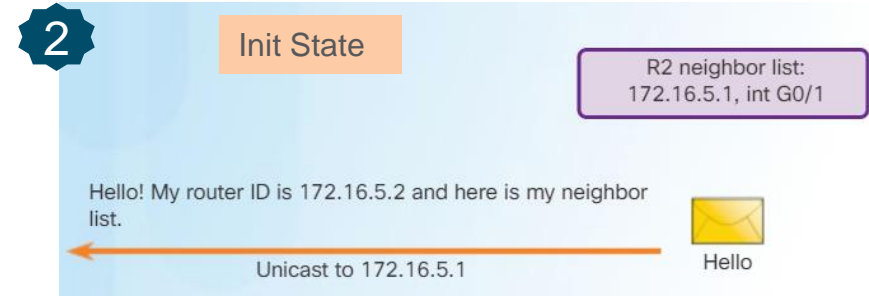 2
Init State
R2 neighbor list:
172.16.5.1, int G0/1
Hello! My router ID is 172.16.5.2 and here is my neighbor
list.
Hello
Unicast to 172.16.5.1